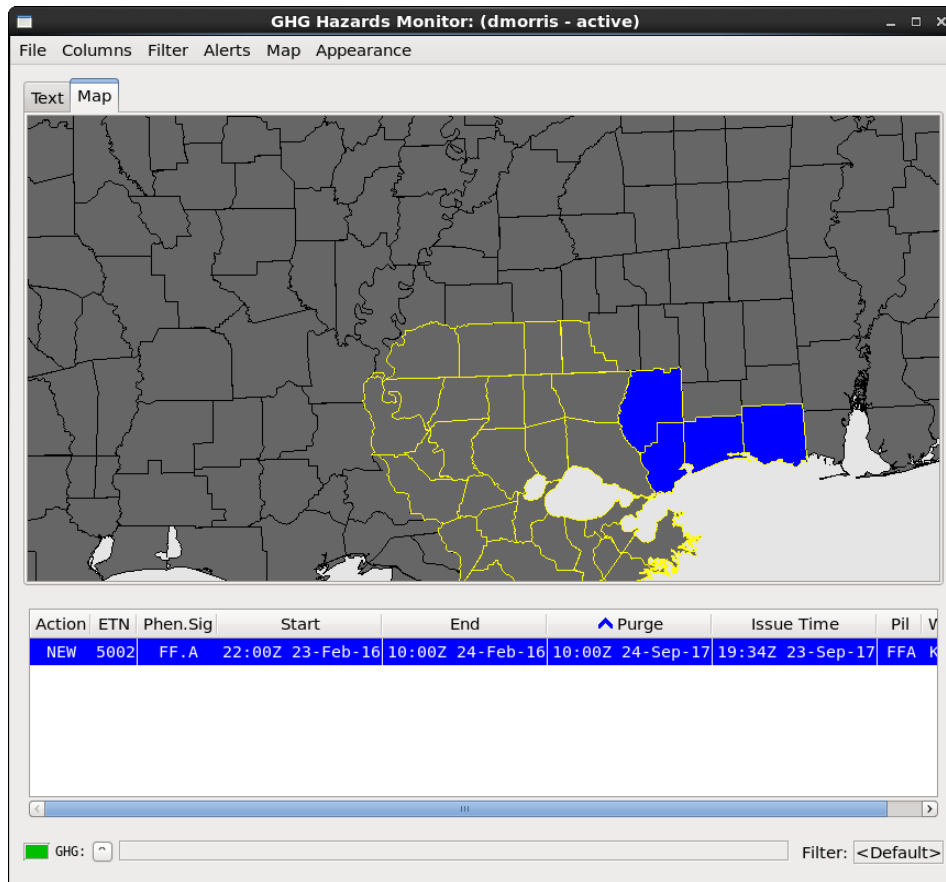 GHG Hazards Monitor: (dmorris - active)
File Columns Filter Alerts Map Appearance
Text Map
Action ETN Phen.Sig Start End Purge Issue Time Pil
NEW 5002 FF.A 22:00Z 23-Feb-16 10:00Z 24-Feb-16 10:00Z 24-Sep-17 19:34Z 23-Sep-17 FFA K
GHG: Filter: <Default>